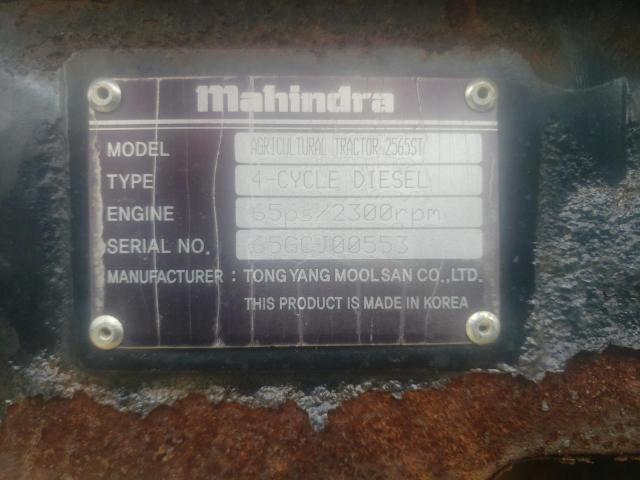 Mahindra
MODEL AGRICULTURAL TRACTOR 2565ST
TYPE 4-CYCLE DIESEL
ENGINE 65ps/2300rpm
SERIAL NO. 65GCJ00553
MANUFACTURER : TONG YANG MOOLSAN CO.,LTD.
THIS PRODUCT IS MADE IN KOREA